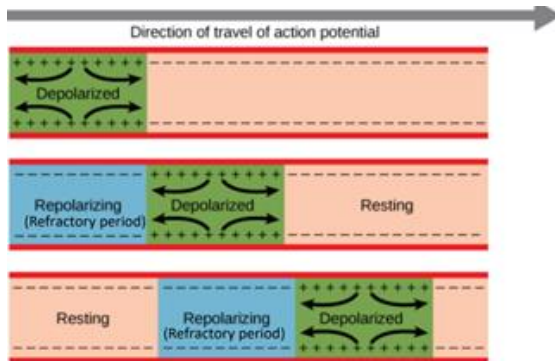 Direction of travel of action potential
+ + + + + + + + +
Depolarized
+ + + + + + + + +
Repolarizing
(Refractory period)
Depolarized
Resting
Resting
Repolarizing
(Refractory period)
Depolarized